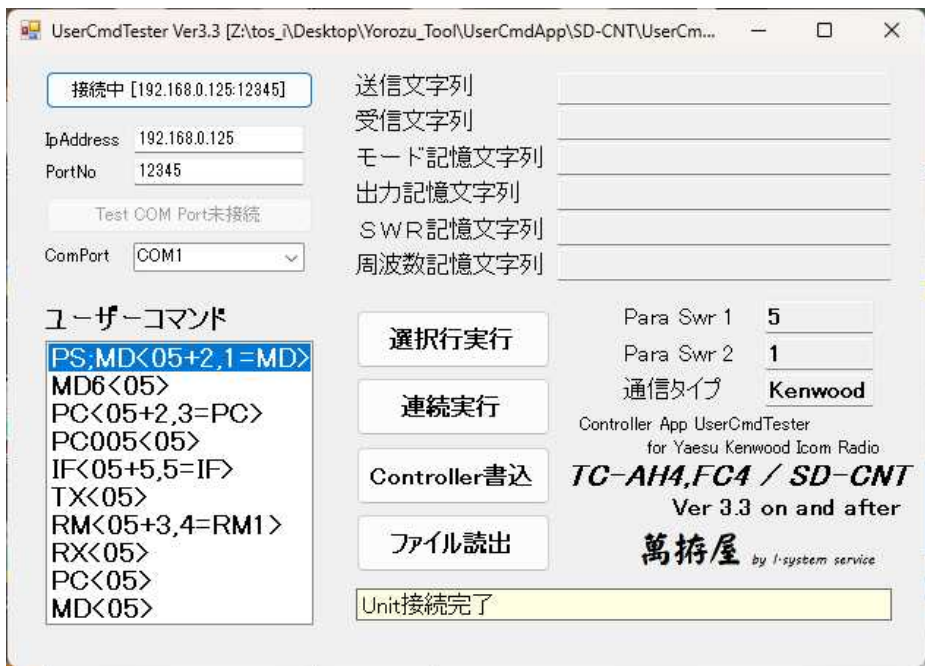 UserCmdTester Ver3.3 [Z:\tos_i\Desktop\Yorozu_Tool\UserCmdApp\SD-CNT\UserCm...
接続中 [192.168.0.125:12345]
IpAddress 192.168.0.125
PortNo 12345
Test COM Port未接続
ComPort COM1
送信文字列
受信文字列
モード記憶文字列
出力記憶文字列
ＳＷＲ記憶文字列
周波数記憶文字列
ユーザーコマンド
PS;MD<05+2,1=MD>
MD6<05>
PC<05+2,3=PC>
PC005<05>
IF<05+5,5=IF>
TX<05>
RM<05+3,4=RM1>
RX<05>
PC<05>
MD<05>
選択行実行
連続実行
Controller書込
ファイル読出
Para Swr 1 5
Para Swr 2 1
通信タイプ Kenwood
Controller App UserCmdTester
for Yaesu Kenwood Icom Radio
TC-AH4,FC4 / SD-CNT
Ver 3.3 on and after
萬拵屋 by I-system service
Unit接続完了